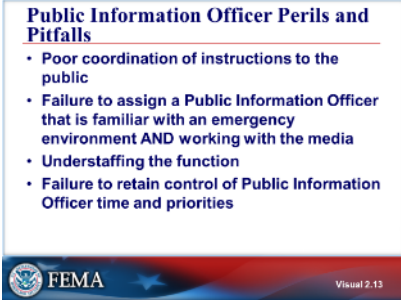 Public Information Officer Perils and
Pitfalls
• Poor coordination of instructions to the
public
• Failure to assign a Public Information Officer
that is familiar with an emergency
environment AND working with the media
• Understaffing the function
• Failure to retain control of Public Information
Officer time and priorities
FEMA
Visual 2.13